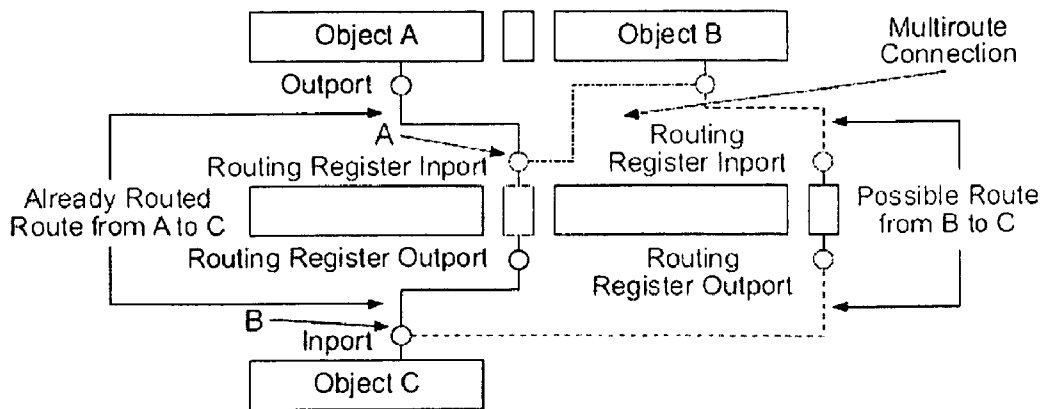 Object A
Object B
Multiroute
Connection
Outport
A
Routing Register Inport
Routing
Register Inport
Already Routed
Route from A to C
Possible Route
from B to C
Routing Register Outport
Routing
Register Outport
B
Inport
Object C